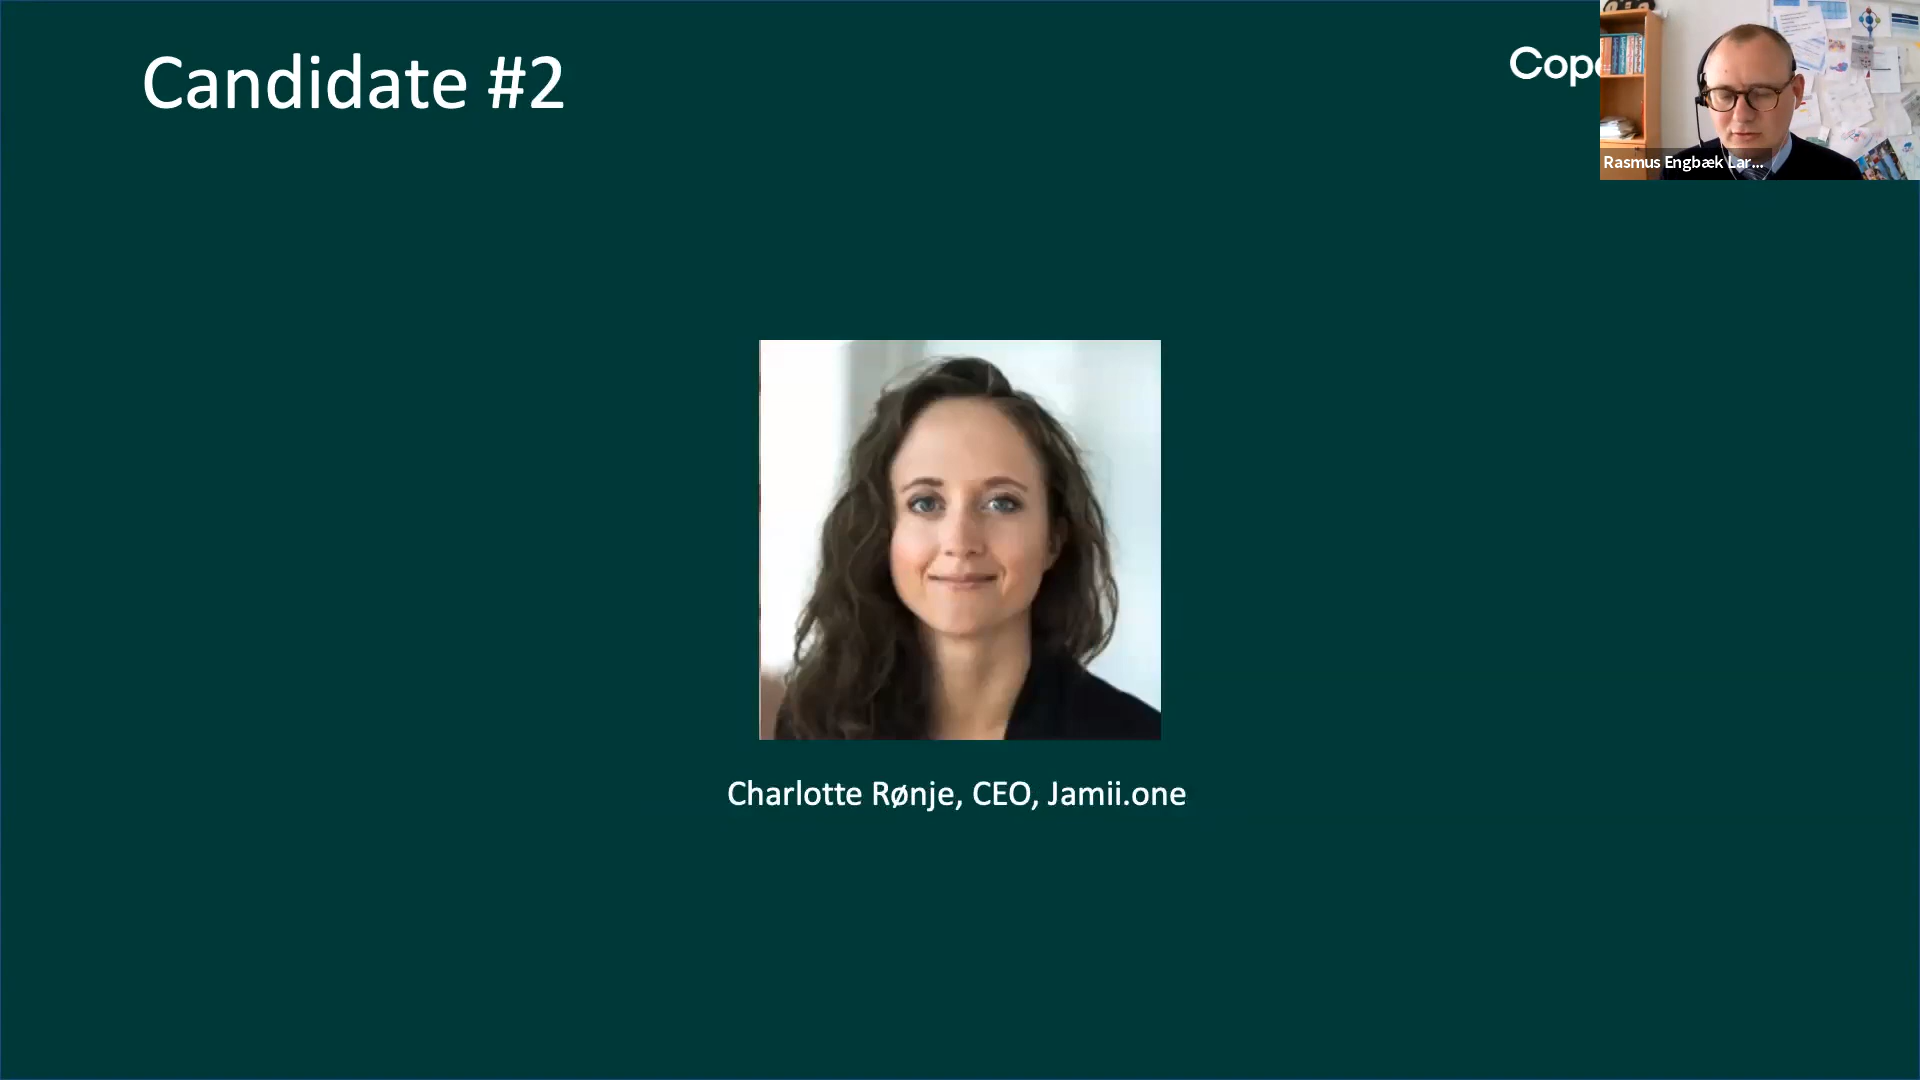 Candidate #2
Cop
Rasmus Engbæk Lar...
Charlotte Rønje, CEO, Jamii.one